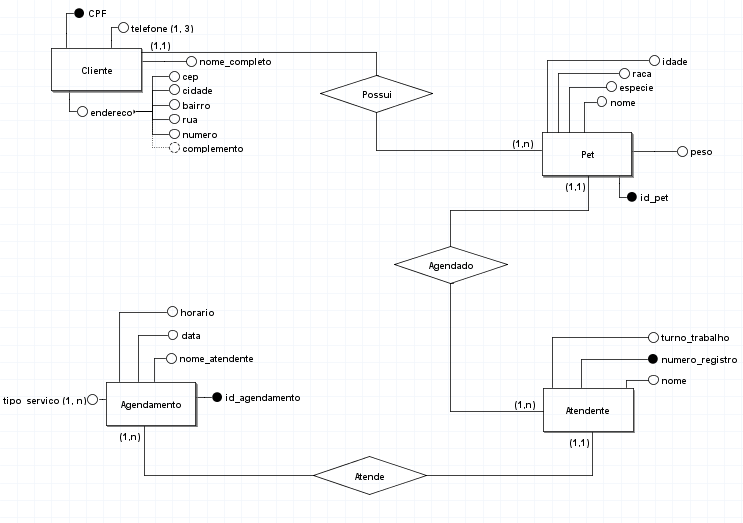 CPF
telefone (1, 3)
(1,1)
Cliente
nome_completo
cep
cidade
endereco
bairro
rua
numero
complemento
Possui
idade
raca
especie
nome
(1,n)
Pet
peso
(1,1)
id_pet
Agendado
horario
data
nome_atendente
tipo servico (1, n)
Agendamento
id_agendamento
(1,n)
turno_trabalho
numero_registro
nome
(1,n)
Atendente
(1,1)
Atende